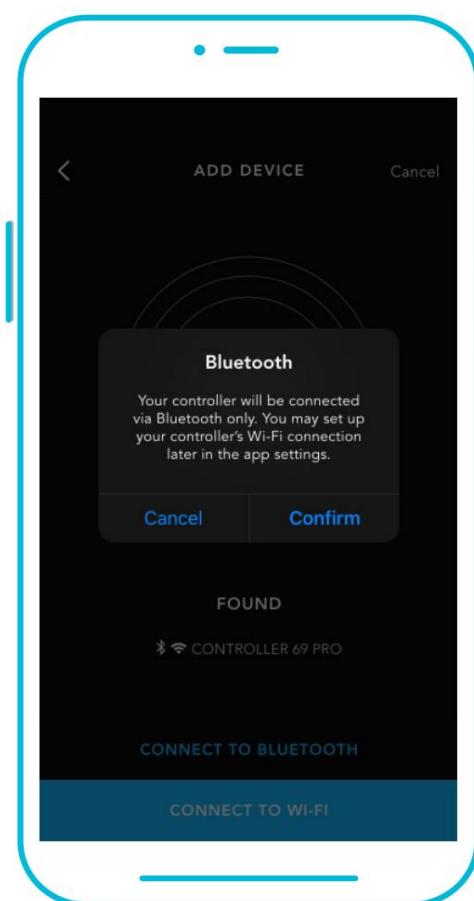 ADD DEVICE Cancel
Bluetooth
Your controller will be connected
via Bluetooth only. You may set up
your controller's Wi-Fi connection
later in the app settings.
Cancel Confirm
FOUND
CONTROLLER 69 PRO
CONNECT TO BLUETOOTH
CONNECT TO WI-FI